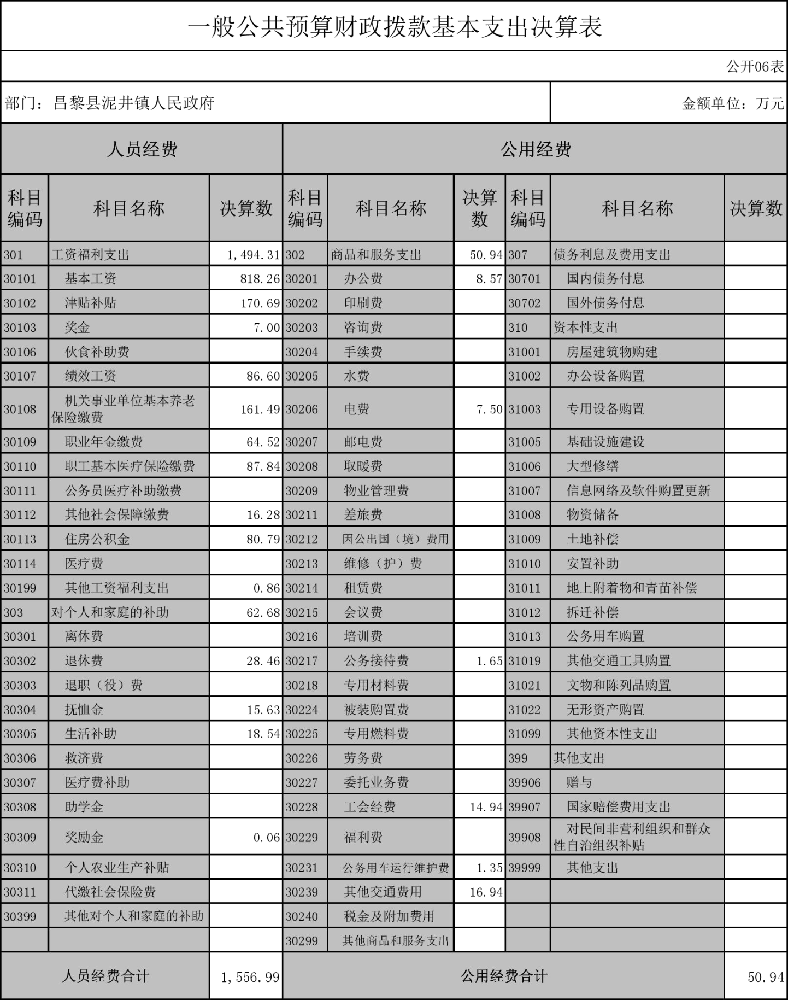 一般公共预算财政拨款基本支出决算表
公开06表
部门：昌黎县泥井镇人民政府 金额单位：万元
人员经费 公用经费
科目编码 科目名称 决算数 科目编码 科目名称 决算数 科目编码 科目名称 决算数
301 工资福利支出 1,494.31 302 商品和服务支出 50.94 307 债务利息及费用支出
30101 基本工资 818.26 30201 办公费 8.57 30701 国内债务付息
30102 津贴补贴 170.69 30202 印刷费 30702 国外债务付息
30103 奖金 7.00 30203 咨询费 310 资本性支出
30106 伙食补助费 30204 手续费 31001 房屋建筑物购建
30107 绩效工资 86.60 30205 水费 31002 办公设备购置
30108 机关事业单位基本养老保险缴费 161.49 30206 电费 7.50 31003 专用设备购置
30109 职业年金缴费 64.52 30207 邮电费 31005 基础设施建设
30110 职工基本医疗保险缴费 87.84 30208 取暖费 31006 大型修缮
30111 公务员医疗补助缴费 30209 物业管理费 31007 信息网络及软件购置更新
30112 其他社会保障缴费 16.28 30211 差旅费 31008 物资储备
30113 住房公积金 80.79 30212 因公出国（境）费用 31009 土地补偿
30114 医疗费 30213 维修（护）费 31010 安置补助
30199 其他工资福利支出 0.86 30214 租赁费 31011 地上附着物和青苗补偿
303 对个人和家庭的补助 62.68 30215 会议费 31012 拆迁补偿
30301 离休费 30216 培训费 31013 公务用车购置
30302 退休费 28.46 30217 公务接待费 1.65 31019 其他交通工具购置
30303 退职（役）费 30218 专用材料费 31021 文物和陈列品购置
30304 抚恤金 15.63 30224 被装购置费 31022 无形资产购置
30305 生活补助 18.54 30225 专用燃料费 31099 其他资本性支出
30306 救济费 30226 劳务费 399 其他支出
30307 医疗费补助 30227 委托业务费 39906 赠与
30308 助学金 30228 工会经费 14.94 39907 国家赔偿费用支出
30309 奖励金 0.06 30229 福利费 39908 对民间非营利组织和群众性自治组织补贴
30310 个人农业生产补贴 30231 公务用车运行维护费 1.35 39999 其他支出
30311 代缴社会保险费 30239 其他交通费用 16.94
30399 其他对个人和家庭的补助 30240 税金及附加费用
30299 其他商品和服务支出
人员经费合计 1,556.99 公用经费合计 50.94